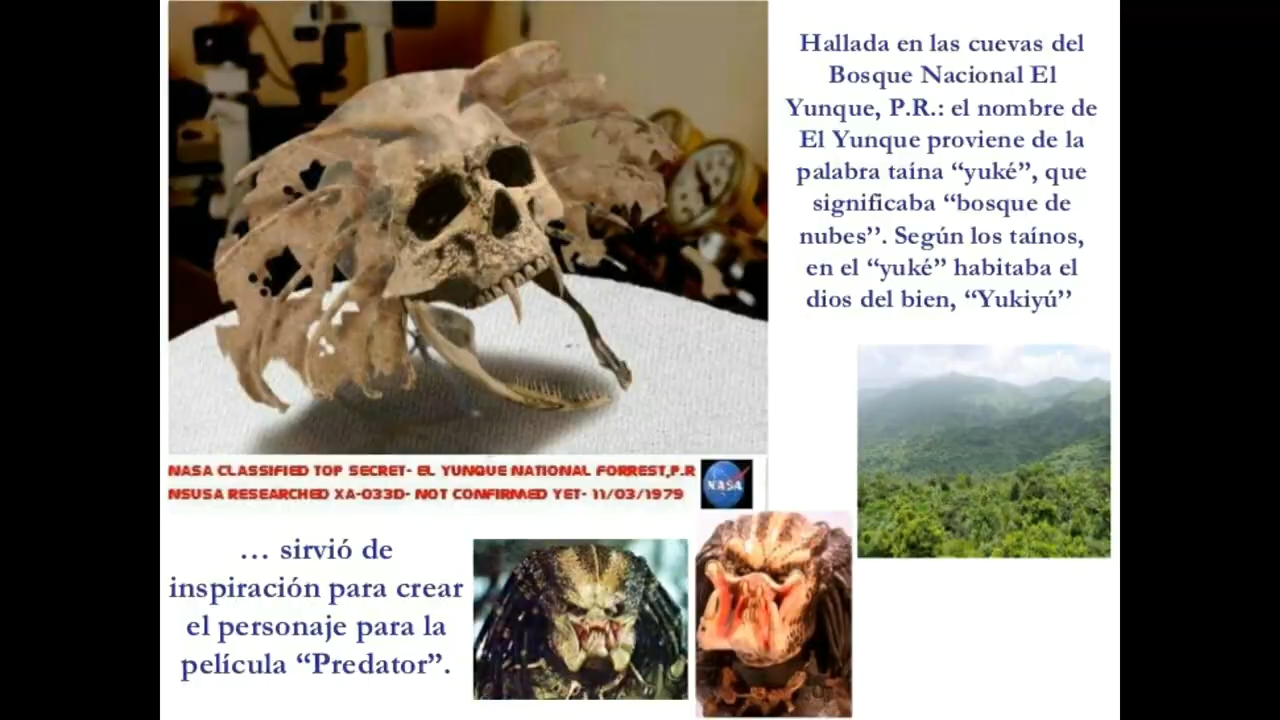 Hallada en las cuevas del
Bosque Nacional El
Yunque, P.R.: el nombre de
El Yunque proviene de la
palabra taína “yuké”, que
significaba “bosque de
nubes’’. Según los taínos,
en el “yuké” habitaba el
dios del bien, “Yukiyú’’
NASA CLASSIFIED TOP SECRET- EL YUNQUE NATIONAL FORREST,P.R
NSUSA RESEARCHED XA-033D- NOT CONFIRMED YET- 11/03/1979
NASA
… sirvió de
inspiración para crear
el personaje para la
película “Predator”.